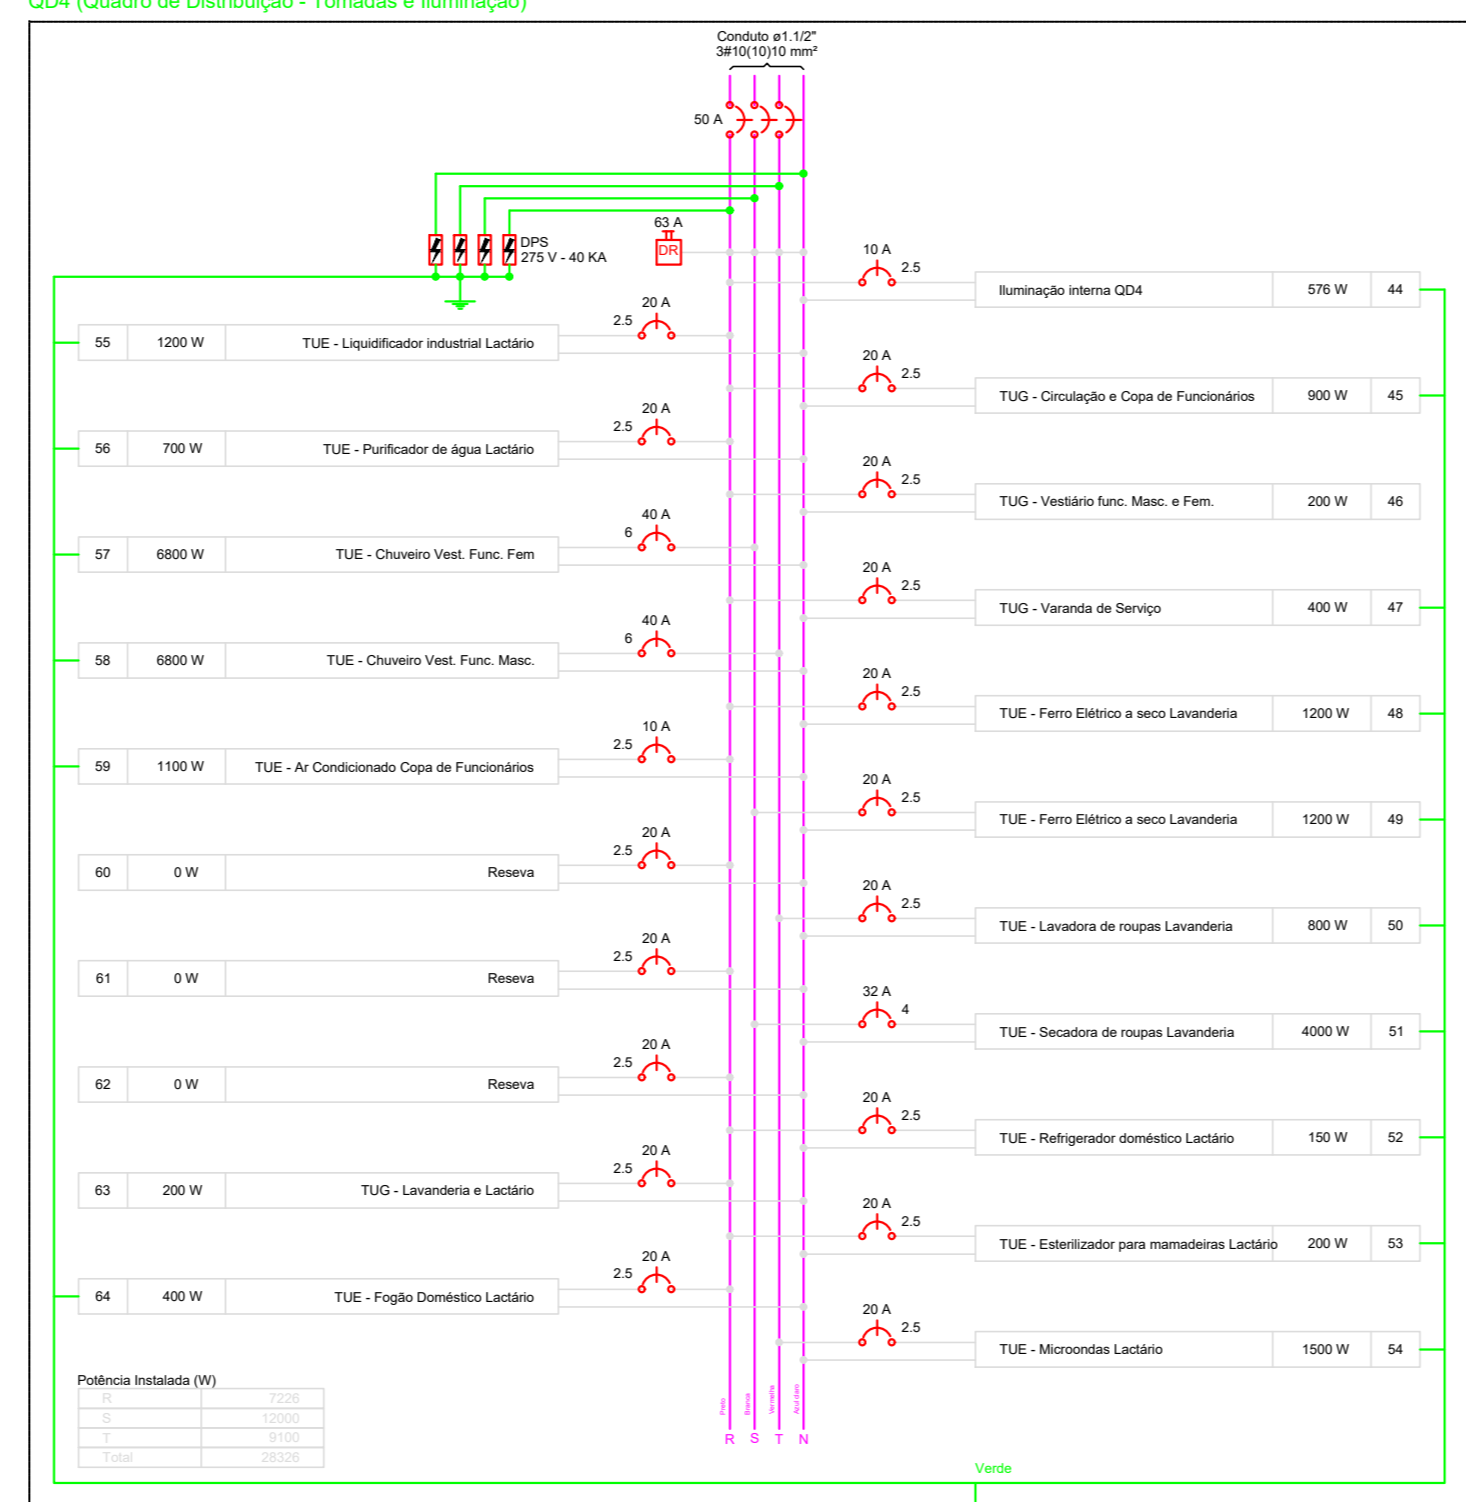 QD4 (Quadro de Distribuição - Tomadas e Iluminação)
Conduto ø1.1/2"
3#10(10)10 mm²
50 A
63 A
DR
DPS
275 V - 40 KA
10 A
2.5
Iluminação interna QD4 576 W 44
20 A
2.5
55 1200 W TUE - Liquidificador industrial Lactário
20 A
2.5
TUG - Circulação e Copa de Funcionários 900 W 45
20 A
2.5
56 700 W TUE - Purificador de água Lactário
20 A
2.5
TUG - Vestiário func. Masc. e Fem. 200 W 46
40 A
6
57 6800 W TUE - Chuveiro Vest. Func. Fem
20 A
2.5
TUG - Varanda de Serviço 400 W 47
40 A
6
58 6800 W TUE - Chuveiro Vest. Func. Masc.
20 A
2.5
TUE - Ferro Elétrico a seco Lavanderia 1200 W 48
10 A
2.5
59 1100 W TUE - Ar Condicionado Copa de Funcionários
20 A
2.5
TUE - Ferro Elétrico a seco Lavanderia 1200 W 49
20 A
2.5
60 0 W Reseva
20 A
2.5
TUE - Lavadora de roupas Lavanderia 800 W 50
20 A
2.5
61 0 W Reseva
32 A
4
TUE - Secadora de roupas Lavanderia 4000 W 51
20 A
2.5
62 0 W Reseva
20 A
2.5
TUE - Refrigerador doméstico Lactário 150 W 52
20 A
2.5
63 200 W TUG - Lavanderia e Lactário
20 A
2.5
TUE - Esterilizador para mamadeiras Lactário 200 W 53
20 A
2.5
64 400 W TUE - Fogão Doméstico Lactário
20 A
2.5
TUE - Microondas Lactário 1500 W 54
Potência Instalada (W)
R 7226
S 12000
T 9100
Total 28326
Preto Branca Vermelha Azul claro
R S T N
Verde